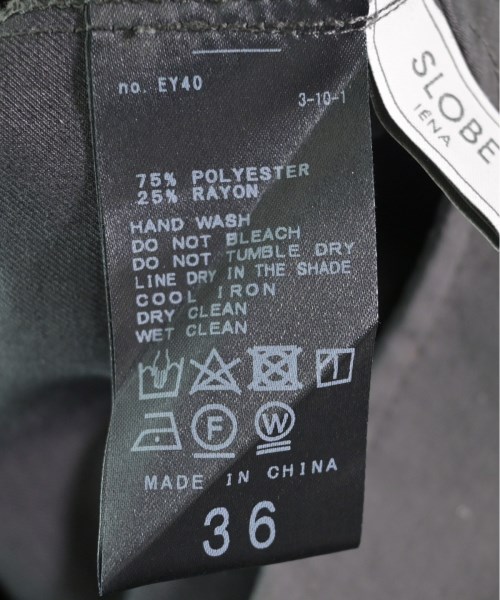 no. EY40
3-10-1
75% POLYESTER
25% RAYON
HAND WASH
DO NOT BLEACH
DO NOT TUMBLE DRY
LINE DRY IN THE SHADE
COOL IRON
DRY CLEAN
WET CLEAN
F
W
MADE IN CHINA
36
SLOBE
IENA